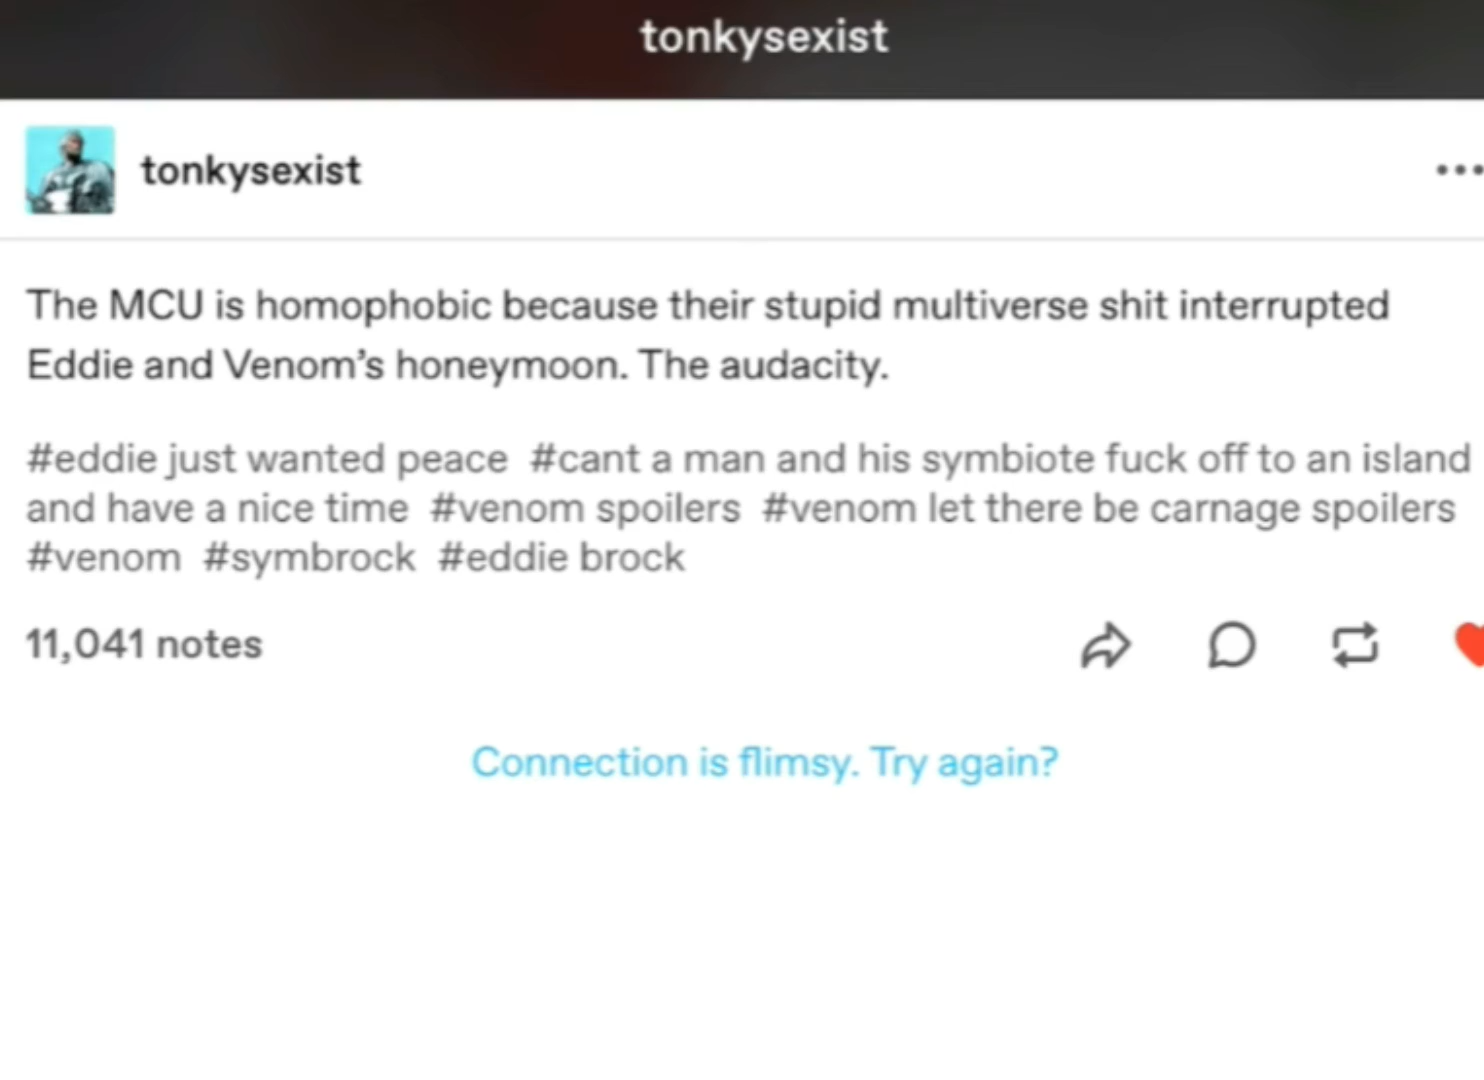 tonkysexist
tonkysexist
The MCU is homophobic because their stupid multiverse shit interrupted
Eddie and Venom’s honeymoon. The audacity.
#eddie just wanted peace #cant a man and his symbiote fuck off to an island
and have a nice time #venom spoilers #venom let there be carnage spoilers
#venom #symbrock #eddie brock
11,041 notes
Connection is flimsy. Try again?